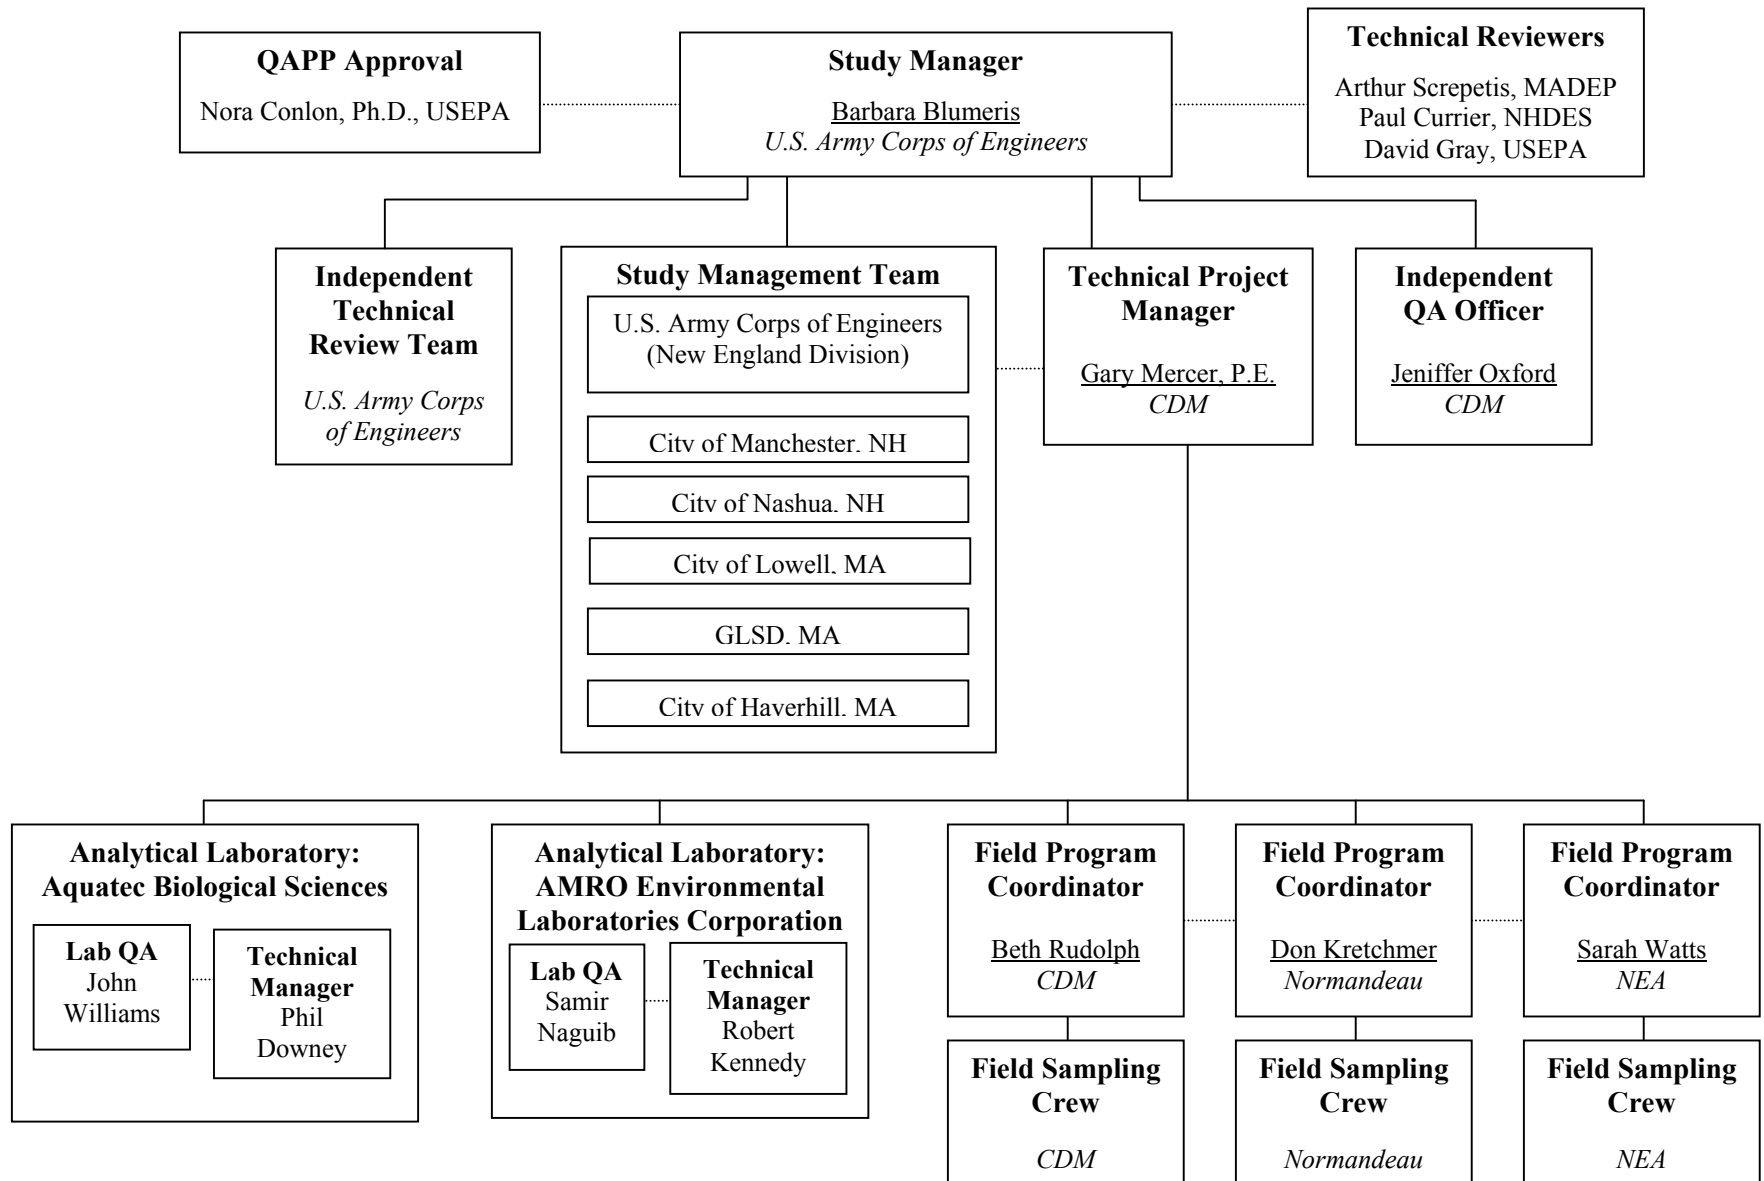 QAPP Approval
Nora Conlon, Ph.D., USEPA
Study Manager
Barbara Blumeris
U.S. Army Corps of Engineers
Technical Reviewers
Arthur Screpetis, MADEP
Paul Currier, NHDES
David Gray, USEPA
Independent
Technical
Review Team
U.S. Army Corps
of Engineers
Study Management Team
U.S. Army Corps of Engineers
(New England Division)
City of Manchester, NH
City of Nashua, NH
City of Lowell, MA
GLSD, MA
City of Haverhill, MA
Technical Project
Manager
Gary Mercer, P.E.
CDM
Independent
QA Officer
Jeniffer Oxford
CDM
Analytical Laboratory:
Aquatec Biological Sciences
Lab QA
John
Williams
Technical
Manager
Phil
Downey
Analytical Laboratory:
AMRO Environmental
Laboratories Corporation
Lab QA
Samir
Naguib
Technical
Manager
Robert
Kennedy
Field Program
Coordinator
Beth Rudolph
CDM
Field Program
Coordinator
Don Kretchmer
Normandeau
Field Program
Coordinator
Sarah Watts
NEA
Field Sampling
Crew
CDM
Field Sampling
Crew
Normandeau
Field Sampling
Crew
NEA